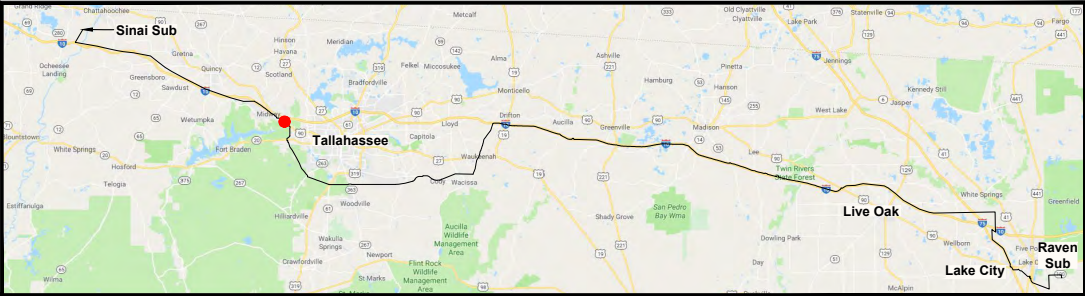 Grand Ridge
Chattahoochee
Metcalf
Old Clyattville
Clyattville
Lake Park
Statenville
Fargo
Sinai Sub
Hinson
Havana
Meridian
Alma
Ashville
Pinetta
Jennings
Ocheesee
Landing
Gretna
Greensboro
Quincy
Scotland
Felkel
Miccosukee
Hamburg
Hanson
Kennedy Still
Sawdust
Bradfordville
Monticello
West Lake
Jasper
Wetumpka
Midway
Lloyd
Drifton
Aucilla
Greenville
Madison
Blountstown
Tallahassee
Capitola
White Springs
Fort Braden
Waukeenah
Lee
Hosford
Telogia
Cody
Wacissa
Twin Rivers
State Forest
White Springs
Estiffanulga
Woodville
Live Oak
Greenfield
Hilliardville
Shady Grove
San Pedro
Bay Wma
Wakulla
Springs
Aucilla
Wildlife
Management
Area
Dowling Park
Wellborn
Five Po
Raven
Sub
Crawfordville
Newport
Flint Rock
Wildlife
Management
Area
Day
Lake City
Lake C
Wilma
St Marks
McAlpin